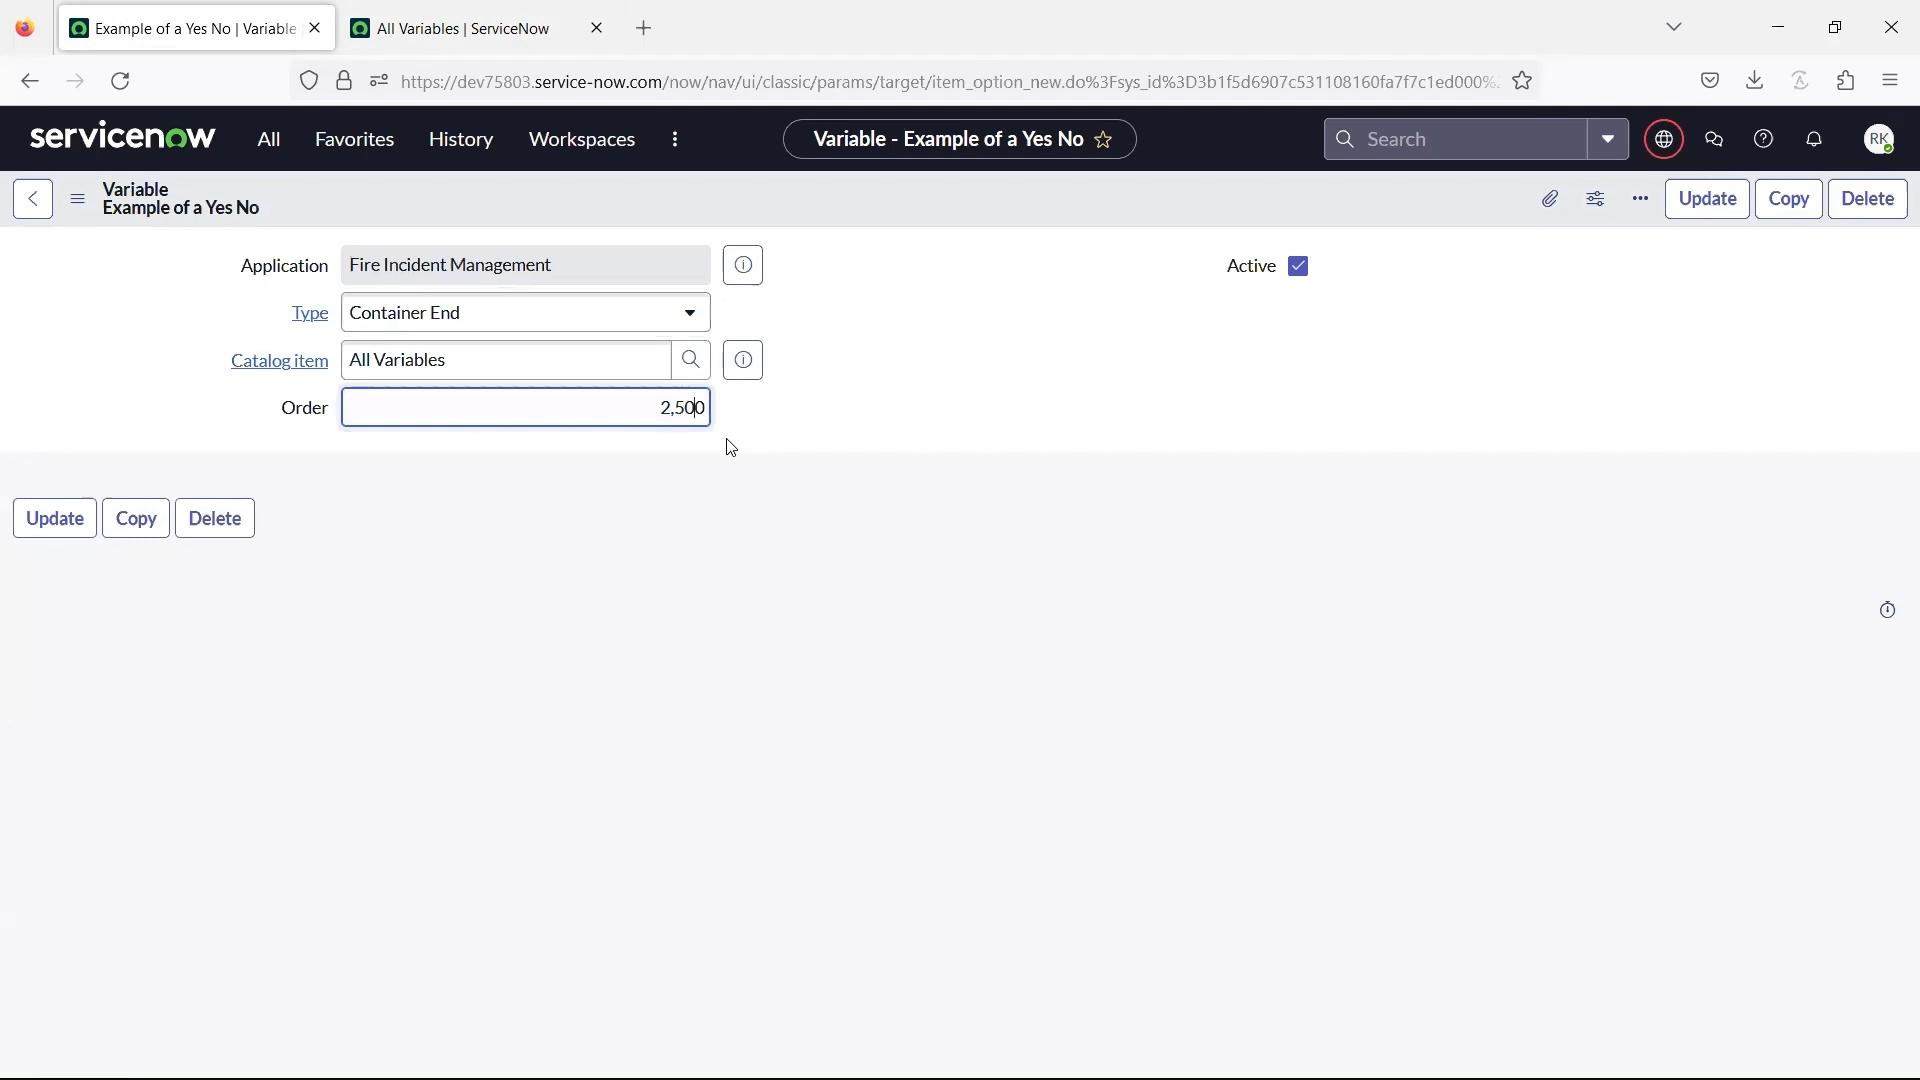 Example of a Yes No | Variable
All Variables | ServiceNow
https://dev75803.service-now.com/now/nav/ui/classic/params/target/item_option_new.do%3Fsys_id%3D3b1f5d6907c531108160fa7f7c1ed000%
servicenow
All
Favorites
History
Workspaces
Variable - Example of a Yes No
Search
RK
Variable
Example of a Yes No
Update
Copy
Delete
Application
Fire Incident Management
Active
Type
Container End
Catalog item
All Variables
Order
2,500
Update
Copy
Delete